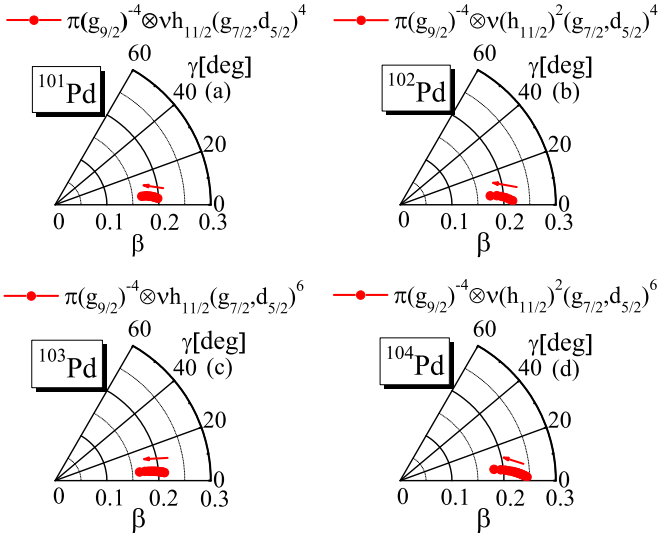 π(g9/2)-4⊗νh11/2(g7/2,d5/2)4
60
γ[deg]
101Pd
40
(a)
20
0
0 0.1 0.2 0.3
β
π(g9/2)-4⊗ν(h11/2)2(g7/2,d5/2)4
60
γ[deg]
102Pd
40
(b)
20
0
0 0.1 0.2 0.3
β
π(g9/2)-4⊗νh11/2(g7/2,d5/2)6
60
γ[deg]
103Pd
40
(c)
20
0
0 0.1 0.2 0.3
β
π(g9/2)-4⊗ν(h11/2)2(g7/2,d5/2)6
60
γ[deg]
104Pd
40
(d)
20
0
0 0.1 0.2 0.3
β